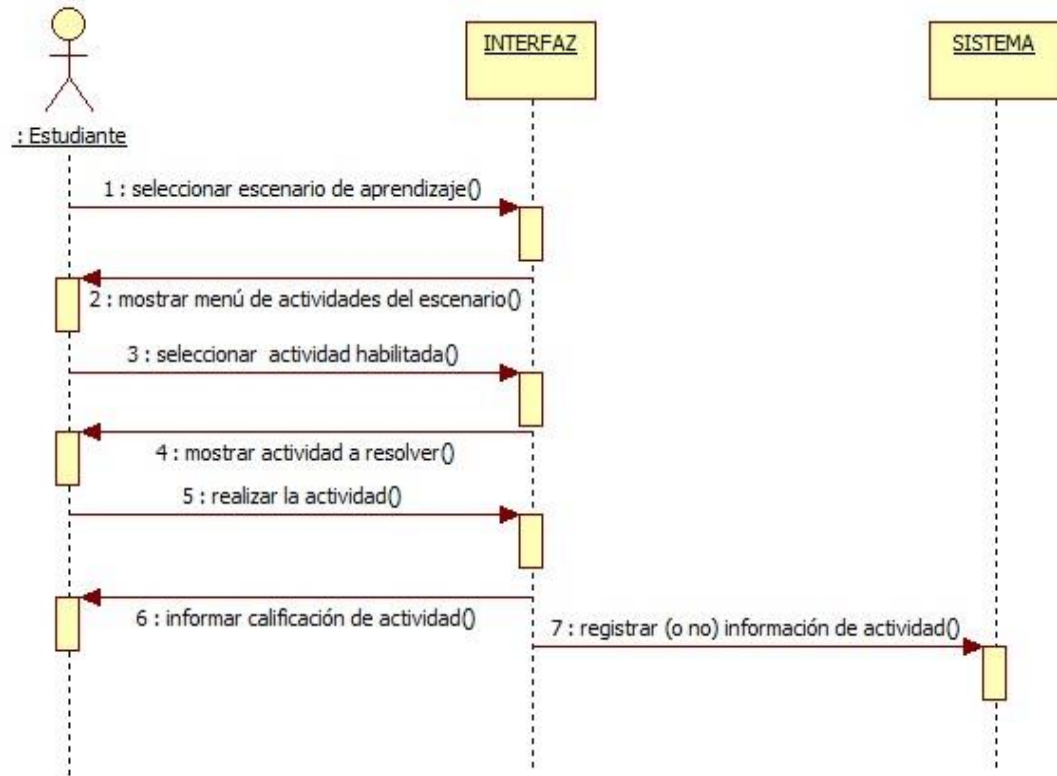 INTERFAZ
SISTEMA
: Estudiante
1 : seleccionar escenario de aprendizaje()
2 : mostrar menú de actividades del escenario()
3 : seleccionar actividad habilitada()
4 : mostrar actividad a resolver()
5 : realizar la actividad()
6 : informar calificación de actividad()
7 : registrar (o no) información de actividad()